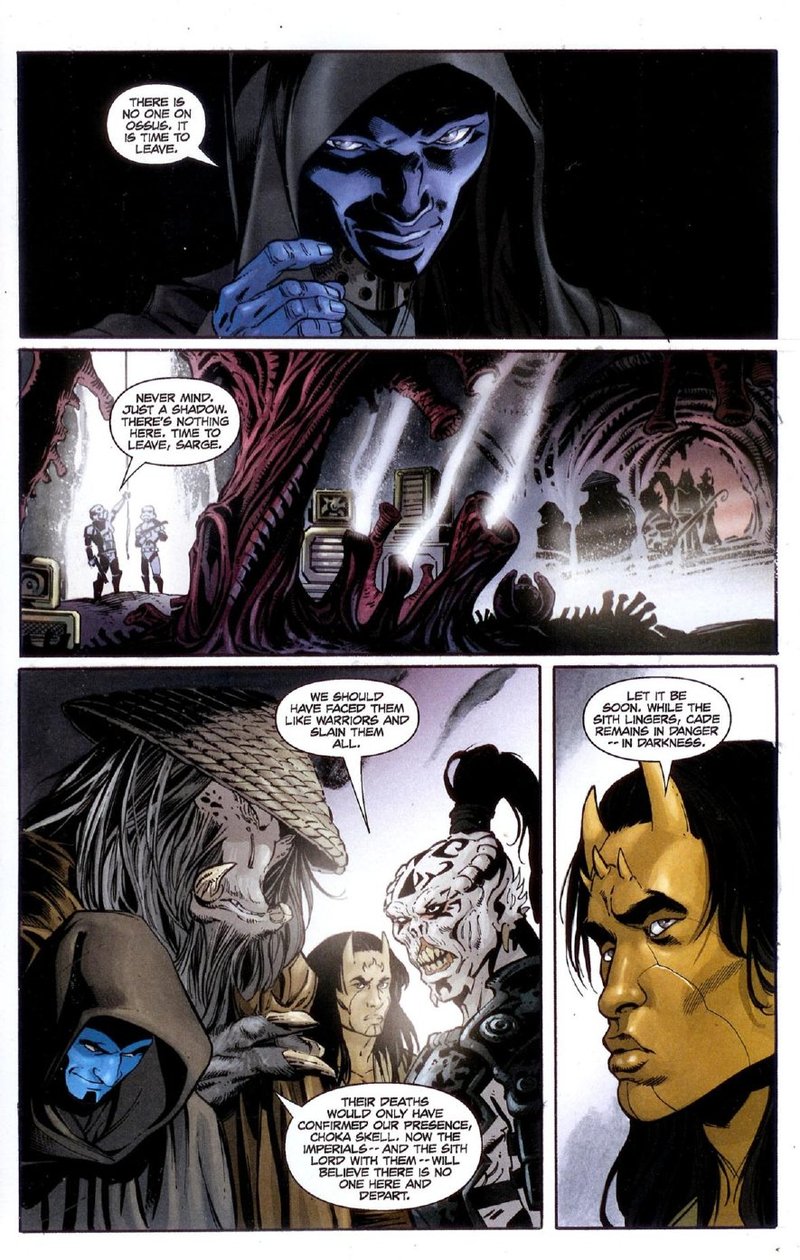 THERE IS
NO ONE ON
OSSUS. IT
IS TIME TO
LEAVE.
NEVER MIND.
JUST A SHADOW.
THERE'S NOTHING
HERE. TIME TO
LEAVE, SARGE.
WE SHOULD
HAVE FACED THEM
LIKE WARRIORS AND
SLAIN THEM
ALL.
THEIR DEATHS
WOULD ONLY HAVE
CONFIRMED OUR PRESENCE,
CHOKA SKELL. NOW THE
IMPERIALS -- AND THE SITH
LORD WITH THEM -- WILL
BELIEVE THERE IS NO
ONE HERE AND
DEPART.
LET IT BE
SOON. WHILE THE
SITH LINGERS, CADE
REMAINS IN DANGER
-- IN DARKNESS.